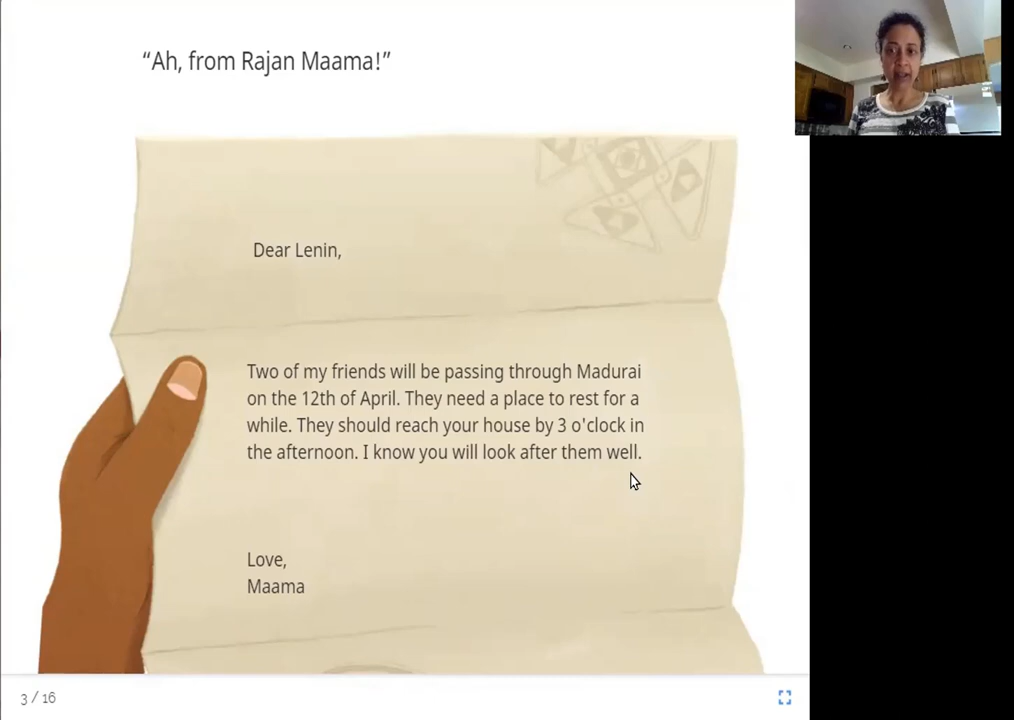 “Ah, from Rajan Maama!”
Dear Lenin,
Two of my friends will be passing through Madurai
on the 12th of April. They need a place to rest for a
while. They should reach your house by 3 o'clock in
the afternoon. I know you will look after them well.
Love,
Maama
3 / 16